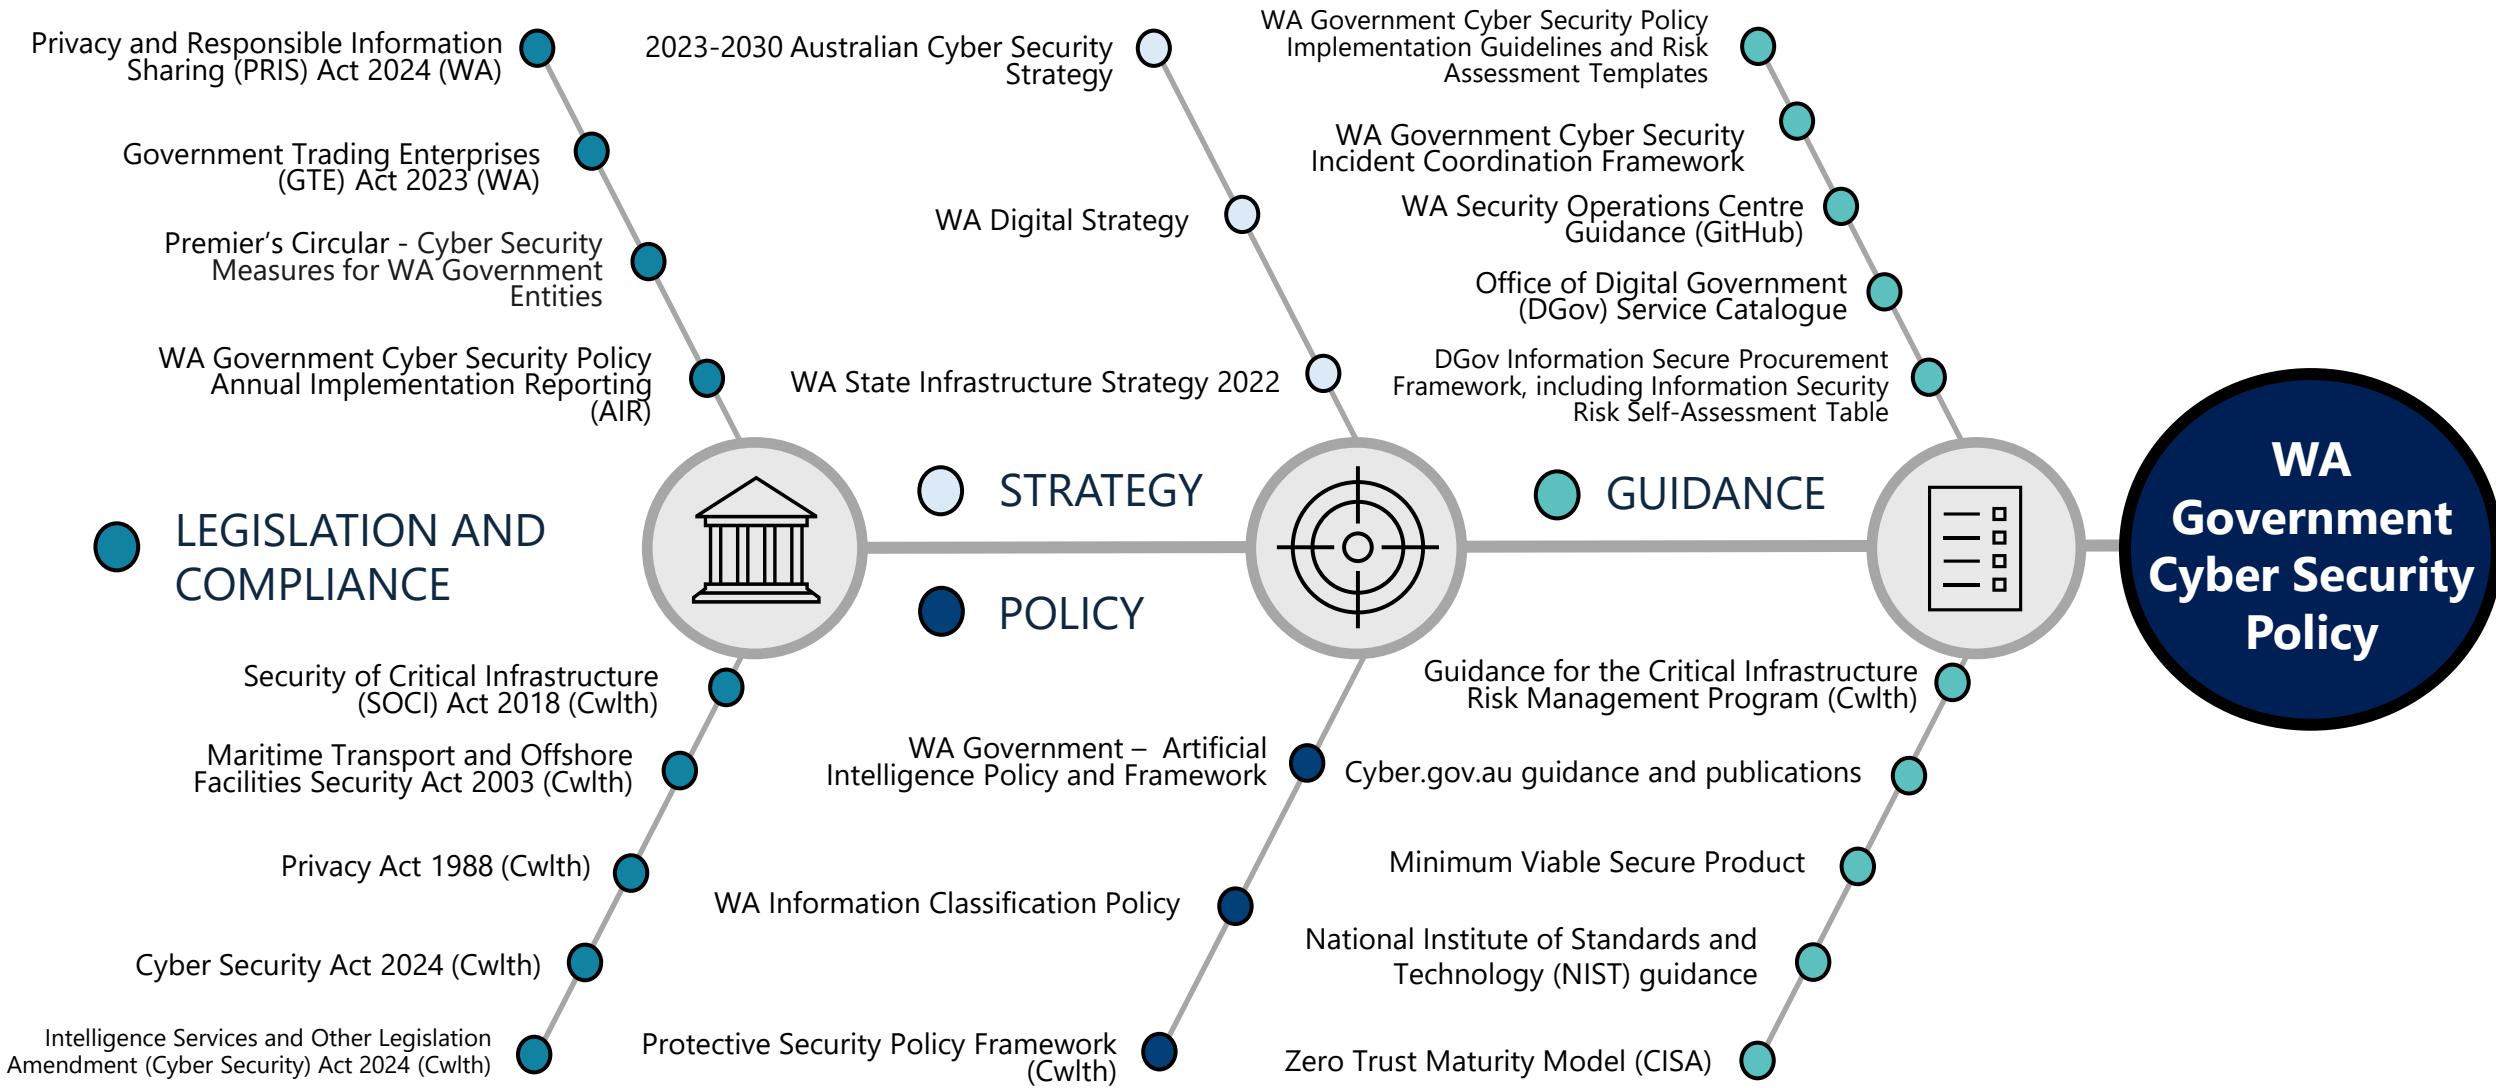 Privacy and Responsible Information
Sharing (PRIS) Act 2024 (WA)
Government Trading Enterprises
(GTE) Act 2023 (WA)
Premier’s Circular - Cyber Security
Measures for WA Government
Entities
WA Government Cyber Security Policy
Annual Implementation Reporting
(AIR)
LEGISLATION AND
COMPLIANCE
Security of Critical Infrastructure
(SOCI) Act 2018 (Cwlth)
Maritime Transport and Offshore
Facilities Security Act 2003 (Cwlth)
Privacy Act 1988 (Cwlth)
Cyber Security Act 2024 (Cwlth)
Intelligence Services and Other Legislation
Amendment (Cyber Security) Act 2024 (Cwlth)
2023-2030 Australian Cyber Security
Strategy
WA Digital Strategy
WA State Infrastructure Strategy 2022
STRATEGY
POLICY
WA Government – Artificial
Intelligence Policy and Framework
WA Information Classification Policy
Protective Security Policy Framework
(Cwlth)
WA Government Cyber Security Policy
Implementation Guidelines and Risk
Assessment Templates
WA Government Cyber Security
Incident Coordination Framework
WA Security Operations Centre
Guidance (GitHub)
Office of Digital Government
(DGov) Service Catalogue
DGov Information Secure Procurement
Framework, including Information Security
Risk Self-Assessment Table
GUIDANCE
Guidance for the Critical Infrastructure
Risk Management Program (Cwlth)
Cyber.gov.au guidance and publications
Minimum Viable Secure Product
National Institute of Standards and
Technology (NIST) guidance
Zero Trust Maturity Model (CISA)
WA
Government
Cyber Security
Policy